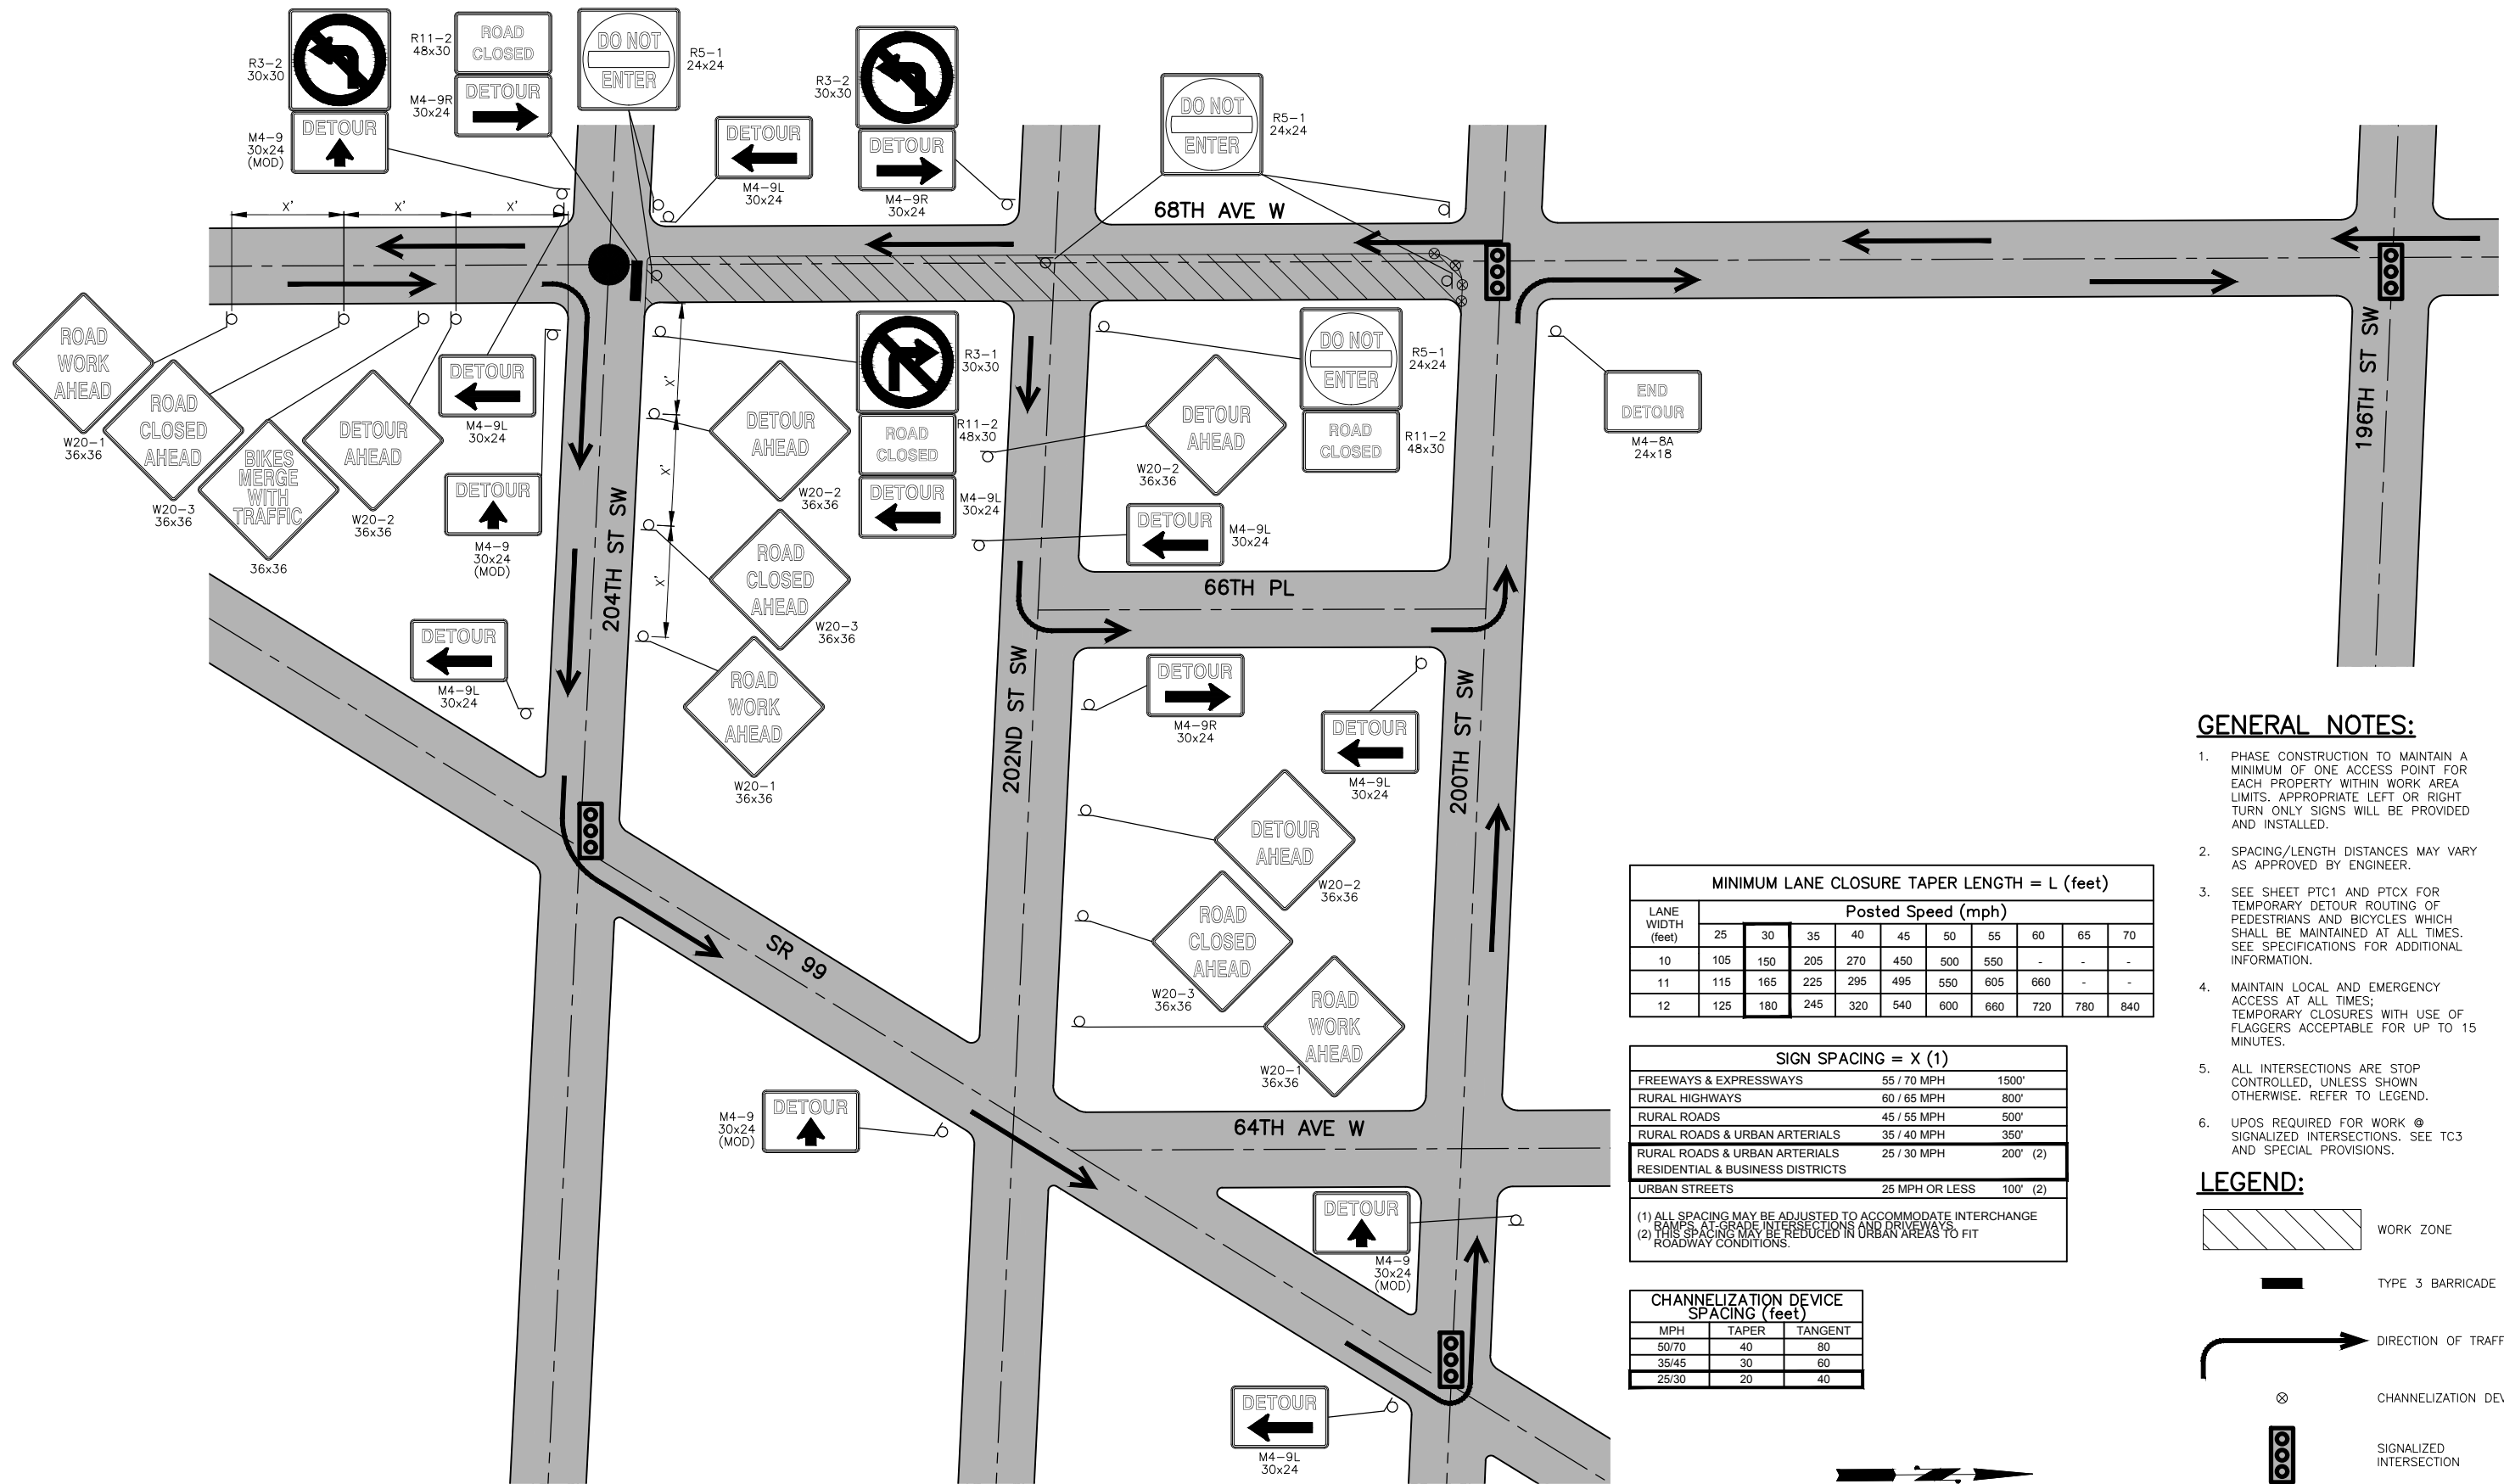 R3-2
30x30
DETOUR
M4-9
30x24
(MOD)
R11-2
48x30
ROAD
CLOSED
M4-9R
30x24
DETOUR
DO NOT
ENTER
R5-1
24x24
DETOUR
M4-9L
30x24
R3-2
30x30
DETOUR
M4-9R
30x24
DO NOT
ENTER
R5-1
24x24
68TH AVE W
X'
X'
X'
ROAD
WORK
AHEAD
W20-1
36x36
ROAD
CLOSED
AHEAD
W20-3
36x36
BIKES
MERGE
WITH
TRAFFIC
36x36
DETOUR
AHEAD
W20-2
36x36
DETOUR
M4-9L
30x24
DETOUR
M4-9
30x24
(MOD)
204TH ST SW
X'
X'
X'
DETOUR
AHEAD
W20-2
36x36
ROAD
CLOSED
AHEAD
W20-3
36x36
ROAD
WORK
AHEAD
W20-1
36x36
R3-1
30x30
ROAD
CLOSED
R11-2
48x30
DETOUR
M4-9L
30x24
DETOUR
AHEAD
W20-2
36x36
DO NOT
ENTER
R5-1
24x24
ROAD
CLOSED
R11-2
48x30
DETOUR
M4-9L
30x24
END
DETOUR
M4-8A
24x18
196TH ST SW
66TH PL
DETOUR
M4-9L
30x24
202ND ST SW
DETOUR
M4-9R
30x24
DETOUR
M4-9L
30x24
200TH ST SW
DETOUR
AHEAD
W20-2
36x36
ROAD
CLOSED
AHEAD
W20-3
36x36
ROAD
WORK
AHEAD
W20-1
36x36
SR 99
64TH AVE W
DETOUR
M4-9
30x24
(MOD)
DETOUR
M4-9
30x24
(MOD)
DETOUR
M4-9L
30x24
MINIMUM LANE CLOSURE TAPER LENGTH = L (feet)
LANE
WIDTH
(feet)
Posted Speed (mph)
25 30 35 40 45 50 55 60 65 70
10 105 150 205 270 450 500 550 - - -
11 115 165 225 295 495 550 605 660 - -
12 125 180 245 320 540 600 660 720 780 840
SIGN SPACING = X (1)
FREEWAYS & EXPRESSWAYS 55 / 70 MPH 1500'
RURAL HIGHWAYS 60 / 65 MPH 800'
RURAL ROADS 45 / 55 MPH 500'
RURAL ROADS & URBAN ARTERIALS 35 / 40 MPH 350'
RURAL ROADS & URBAN ARTERIALS 25 / 30 MPH 200' (2)
RESIDENTIAL & BUSINESS DISTRICTS
URBAN STREETS 25 MPH OR LESS 100' (2)
(1) ALL SPACING MAY BE ADJUSTED TO ACCOMMODATE INTERCHANGE
RAMPS, AT-GRADE INTERSECTIONS AND DRIVEWAYS.
(2) THIS SPACING MAY BE REDUCED IN URBAN AREAS TO FIT
ROADWAY CONDITIONS.
CHANNELIZATION DEVICE
SPACING (feet)
MPH TAPER TANGENT
50/70 40 80
35/45 30 60
25/30 20 40
GENERAL NOTES:
1. PHASE CONSTRUCTION TO MAINTAIN A
MINIMUM OF ONE ACCESS POINT FOR
EACH PROPERTY WITHIN WORK AREA
LIMITS. APPROPRIATE LEFT OR RIGHT
TURN ONLY SIGNS WILL BE PROVIDED
AND INSTALLED.
2. SPACING/LENGTH DISTANCES MAY VARY
AS APPROVED BY ENGINEER.
3. SEE SHEET PTC1 AND PTCX FOR
TEMPORARY DETOUR ROUTING OF
PEDESTRIANS AND BICYCLES WHICH
SHALL BE MAINTAINED AT ALL TIMES.
SEE SPECIFICATIONS FOR ADDITIONAL
INFORMATION.
4. MAINTAIN LOCAL AND EMERGENCY
ACCESS AT ALL TIMES;
TEMPORARY CLOSURES WITH USE OF
FLAGGERS ACCEPTABLE FOR UP TO 15
MINUTES.
5. ALL INTERSECTIONS ARE STOP
CONTROLLED, UNLESS SHOWN
OTHERWISE. REFER TO LEGEND.
6. UPOS REQUIRED FOR WORK @
SIGNALIZED INTERSECTIONS. SEE TC3
AND SPECIAL PROVISIONS.
LEGEND:
WORK ZONE
TYPE 3 BARRICADE
DIRECTION OF TRAFF
CHANNELIZATION DEV
SIGNALIZED
INTERSECTION